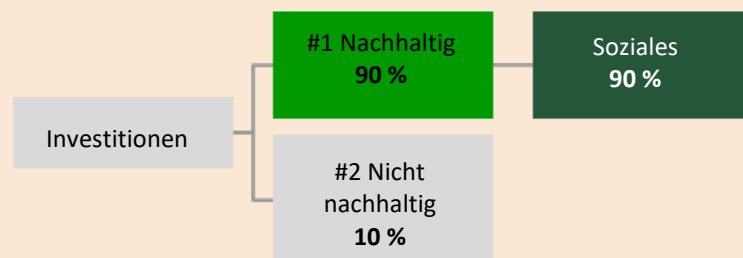 #1 Nachhaltig
90 %
Soziales
90 %
Investitionen
#2 Nicht
nachhaltig
10 %